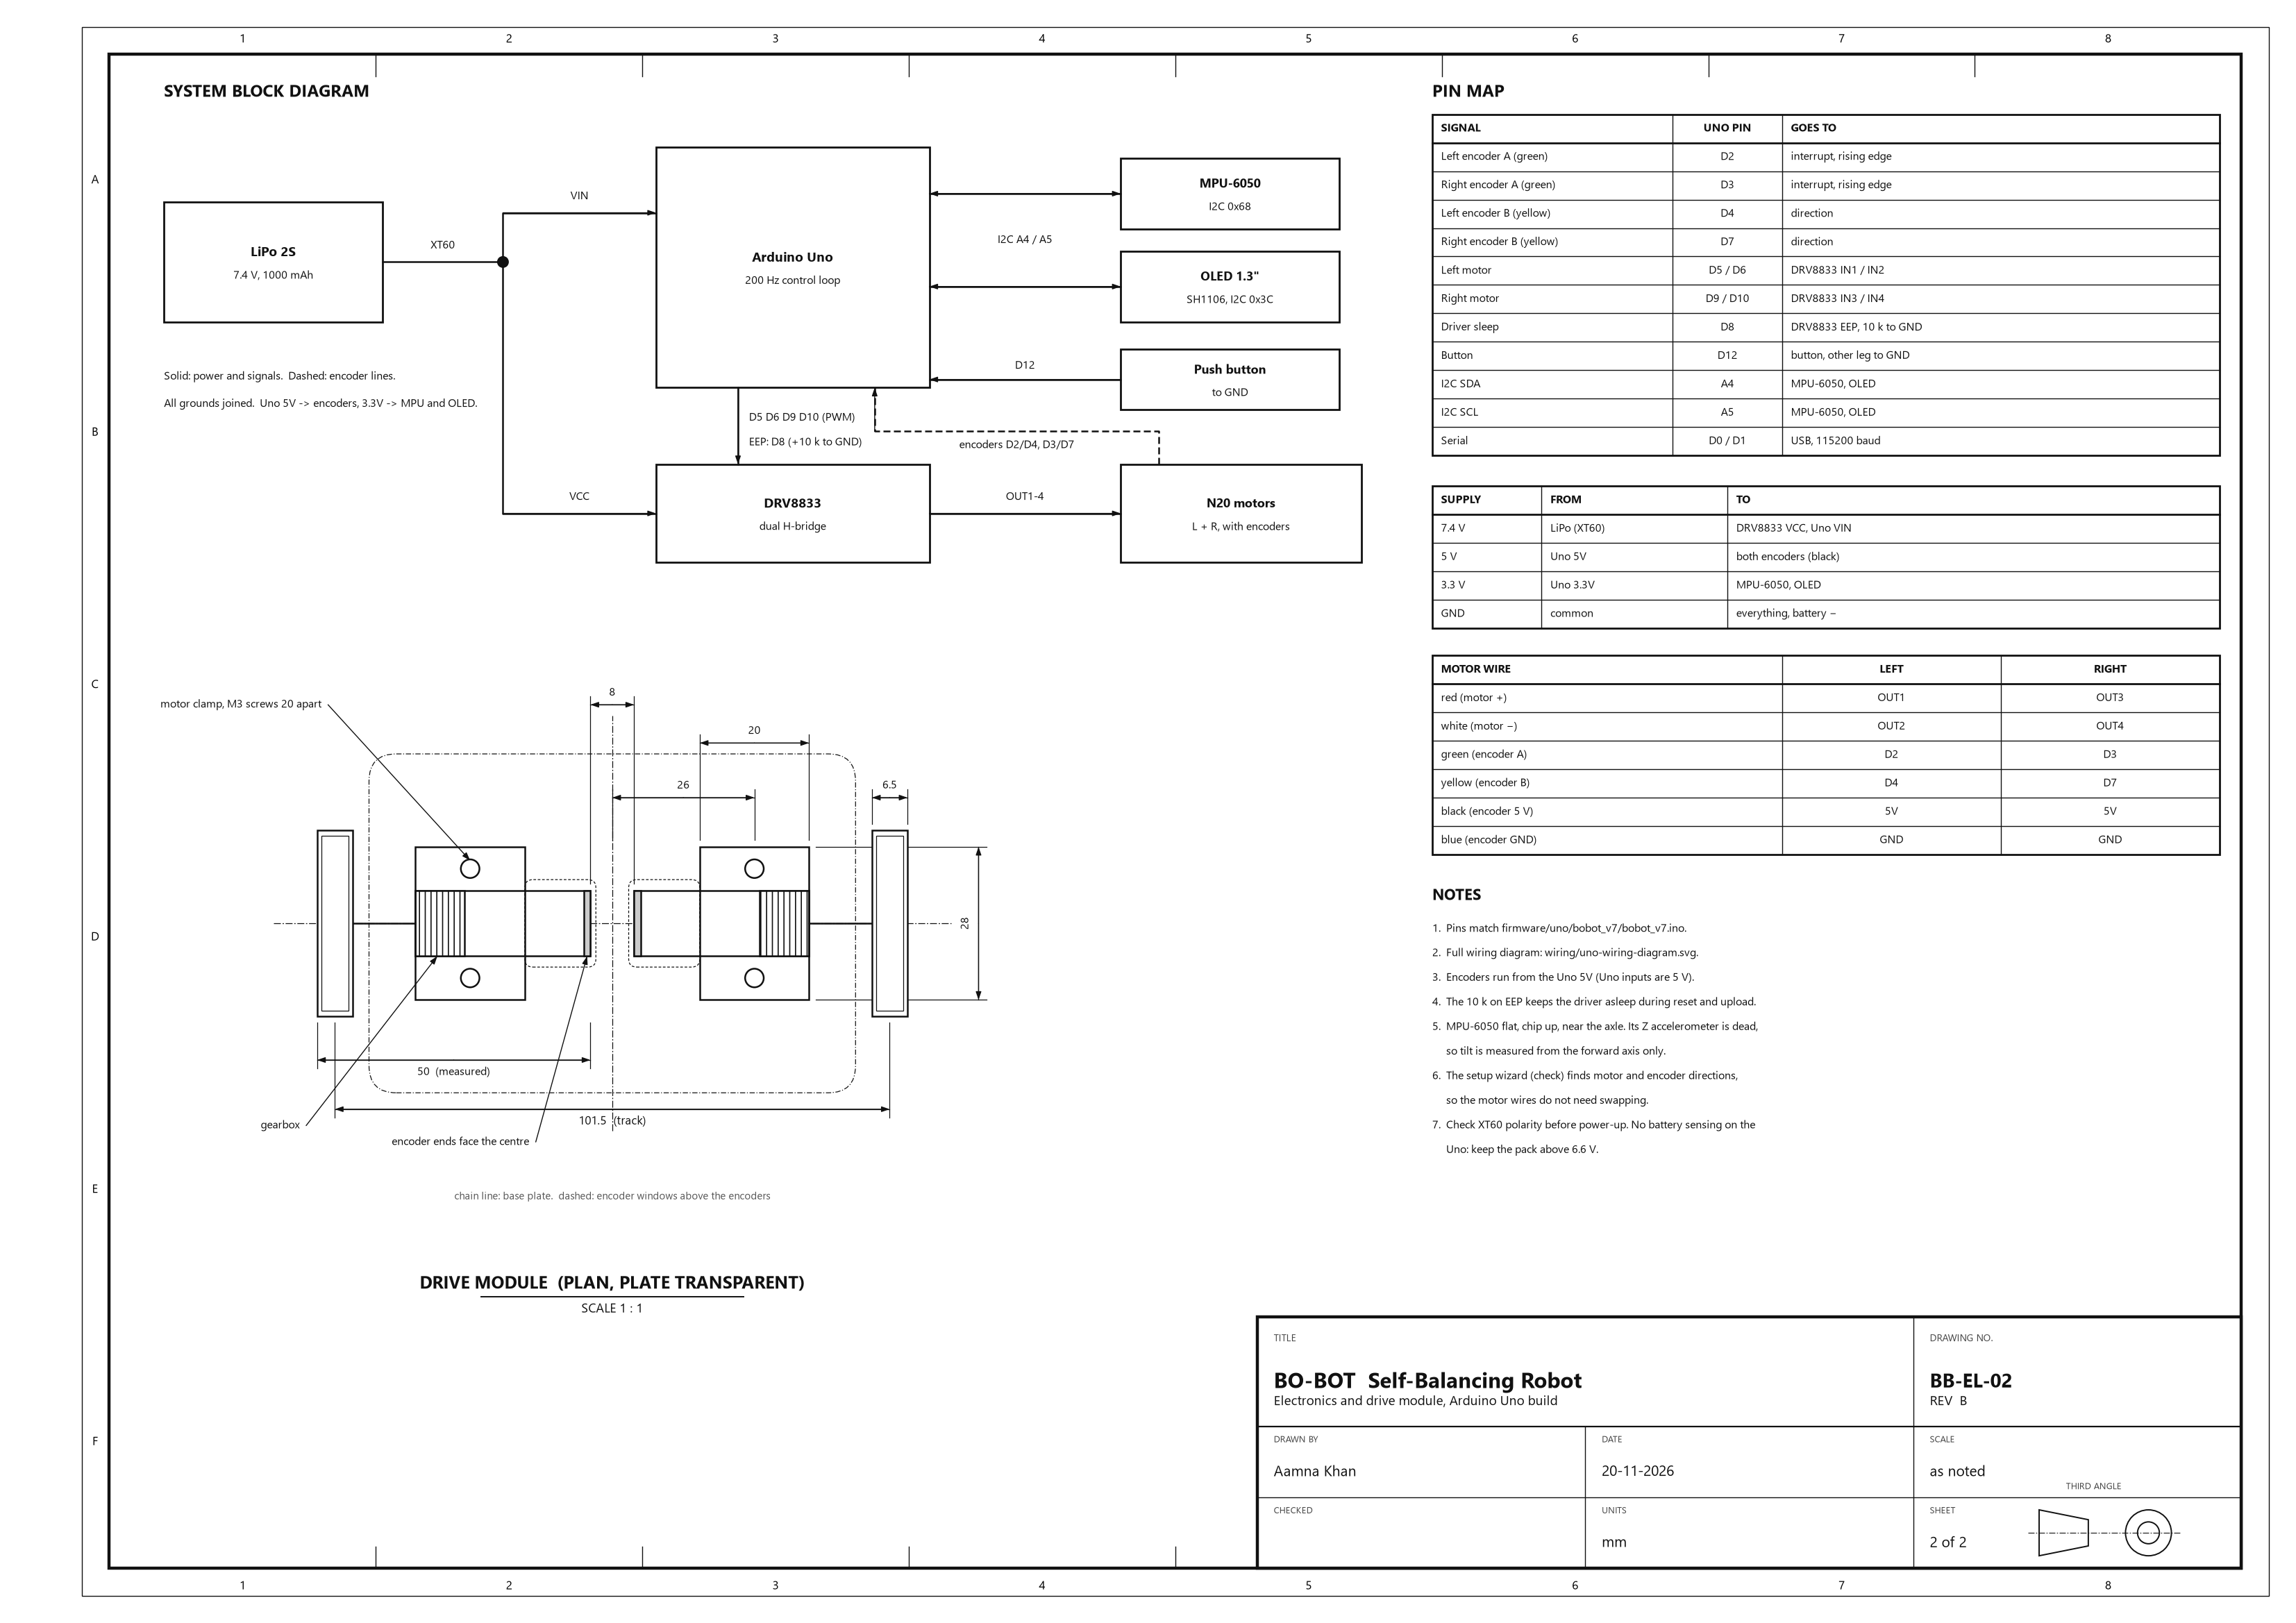 1 2 3 4 5 6 7 8
A
B
C
D
E
F
SYSTEM BLOCK DIAGRAM
LiPo 2S
7.4 V, 1000 mAh
XT60
VIN
VCC
Arduino Uno
200 Hz control loop
MPU-6050
I2C 0x68
I2C A4 / A5
OLED 1.3"
SH1106, I2C 0x3C
D12
Push button
to GND
Solid: power and signals. Dashed: encoder lines.
All grounds joined. Uno 5V -> encoders, 3.3V -> MPU and OLED.
D5 D6 D9 D10 (PWM)
EEP: D8 (+10 k to GND)
encoders D2/D4, D3/D7
DRV8833
dual H-bridge
OUT1-4
N20 motors
L + R, with encoders
motor clamp, M3 screws 20 apart
8
20
26
6.5
28
50 (measured)
101.5 (track)
gearbox
encoder ends face the centre
chain line: base plate. dashed: encoder windows above the encoders
DRIVE MODULE (PLAN, PLATE TRANSPARENT)
SCALE 1 : 1
PIN MAP
SIGNAL UNO PIN GOES TO
Left encoder A (green) D2 interrupt, rising edge
Right encoder A (green) D3 interrupt, rising edge
Left encoder B (yellow) D4 direction
Right encoder B (yellow) D7 direction
Left motor D5 / D6 DRV8833 IN1 / IN2
Right motor D9 / D10 DRV8833 IN3 / IN4
Driver sleep D8 DRV8833 EEP, 10 k to GND
Button D12 button, other leg to GND
I2C SDA A4 MPU-6050, OLED
I2C SCL A5 MPU-6050, OLED
Serial D0 / D1 USB, 115200 baud
SUPPLY FROM TO
7.4 V LiPo (XT60) DRV8833 VCC, Uno VIN
5 V Uno 5V both encoders (black)
3.3 V Uno 3.3V MPU-6050, OLED
GND common everything, battery −
MOTOR WIRE LEFT RIGHT
red (motor +) OUT1 OUT3
white (motor −) OUT2 OUT4
green (encoder A) D2 D3
yellow (encoder B) D4 D7
black (encoder 5 V) 5V 5V
blue (encoder GND) GND GND
NOTES
1. Pins match firmware/uno/bobot_v7/bobot_v7.ino.
2. Full wiring diagram: wiring/uno-wiring-diagram.svg.
3. Encoders run from the Uno 5V (Uno inputs are 5 V).
4. The 10 k on EEP keeps the driver asleep during reset and upload.
5. MPU-6050 flat, chip up, near the axle. Its Z accelerometer is dead,
so tilt is measured from the forward axis only.
6. The setup wizard (check) finds motor and encoder directions,
so the motor wires do not need swapping.
7. Check XT60 polarity before power-up. No battery sensing on the
Uno: keep the pack above 6.6 V.
TITLE
BO-BOT Self-Balancing Robot
Electronics and drive module, Arduino Uno build
DRAWING NO.
BB-EL-02
REV B
DRAWN BY
Aamna Khan
DATE
20-11-2026
SCALE
as noted
THIRD ANGLE
CHECKED
UNITS
mm
SHEET
2 of 2
1 2 3 4 5 6 7 8